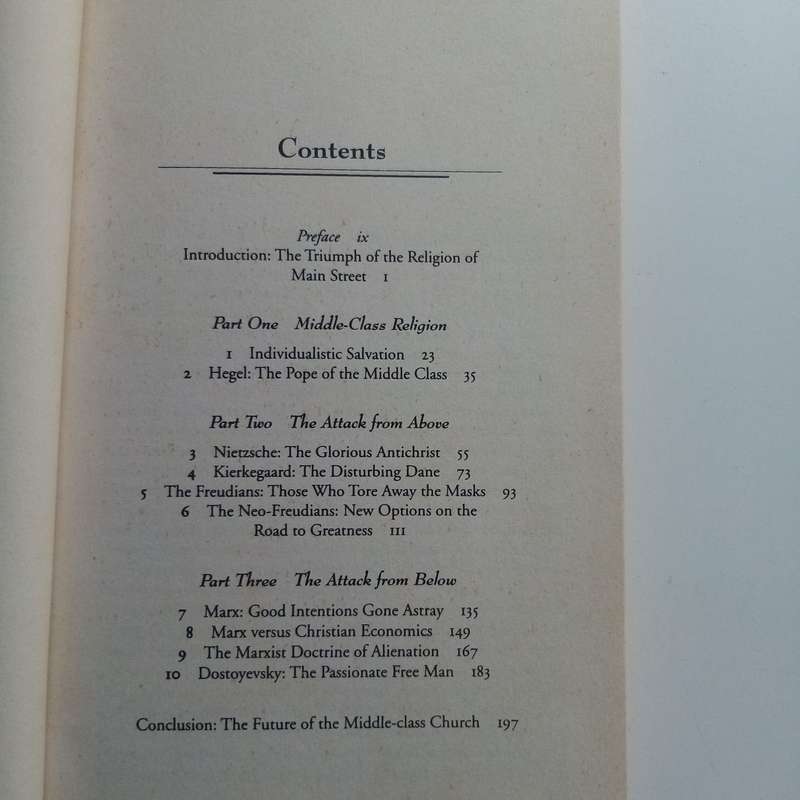 Contents
Preface ix
Introduction: The Triumph of the Religion of
Main Street 1
Part One Middle-Class Religion
1 Individualistic Salvation 23
2 Hegel: The Pope of the Middle Class 35
Part Two The Attack from Above
3 Nietzsche: The Glorious Antichrist 55
4 Kierkegaard: The Disturbing Dane 73
5 The Freudians: Those Who Tore Away the Masks 93
6 The Neo-Freudians: New Options on the
Road to Greatness 111
Part Three The Attack from Below
7 Marx: Good Intentions Gone Astray 135
8 Marx versus Christian Economics 149
9 The Marxist Doctrine of Alienation 167
10 Dostoyevsky: The Passionate Free Man 183
Conclusion: The Future of the Middle-class Church 197